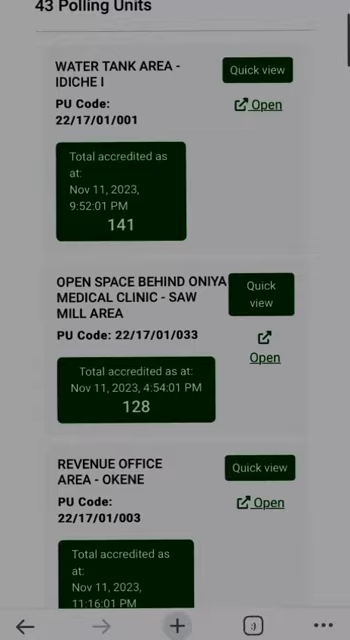 43 Polling Units
WATER TANK AREA -
IDICHE I
Quick view
PU Code:
22/17/01/001
Open
Total accredited as
at:
Nov 11, 2023,
9:52:01 PM
141
OPEN SPACE BEHIND ONIYA
MEDICAL CLINIC - SAW
MILL AREA
Quick
view
PU Code: 22/17/01/033
Open
Total accredited as at:
Nov 11, 2023, 4:54:01 PM
128
REVENUE OFFICE
AREA - OKENE
Quick view
PU Code:
22/17/01/003
Open
Total accredited as
at:
Nov 11, 2023,
11:16:01 PM
:)